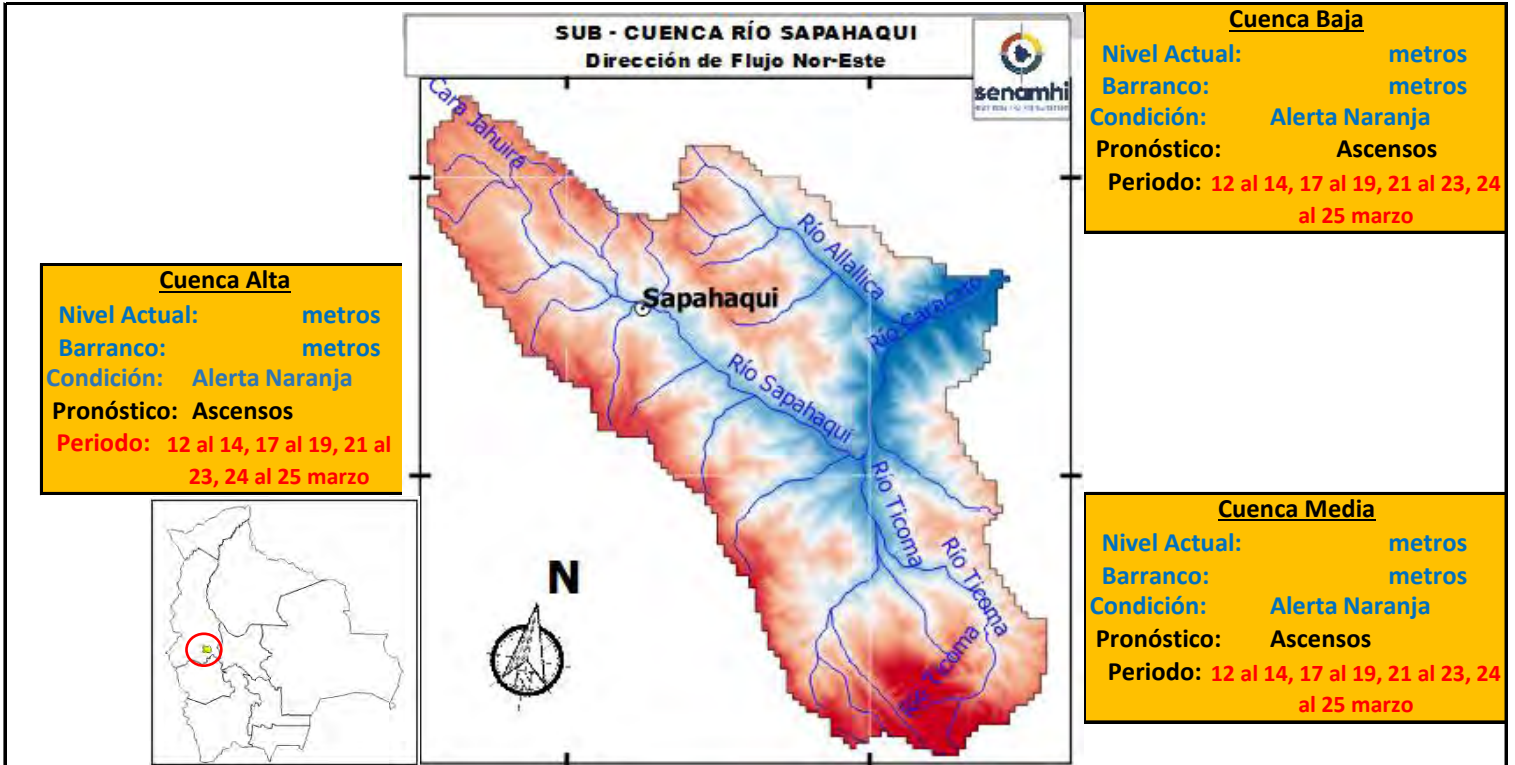 SUB - CUENCA RÍO SAPAHAQUI
Dirección de Flujo Nor-Este
senamhi
Cuenca Baja
Nivel Actual: metros
Barranco: metros
Condición: Alerta Naranja
Pronóstico: Ascensos
Periodo: 12 al 14, 17 al 19, 21 al 23, 24
al 25 marzo
Cuenca Alta
Nivel Actual: metros
Barranco: metros
Condición: Alerta Naranja
Pronóstico: Ascensos
Periodo: 12 al 14, 17 al 19, 21 al
23, 24 al 25 marzo
Cara Jahuira
Río Allallica
Sapahaqui
Río Caracato
Río Sapahaqui
Río Ticoma
Río Ticoma
Río Ticoma
N
Cuenca Media
Nivel Actual: metros
Barranco: metros
Condición: Alerta Naranja
Pronóstico: Ascensos
Periodo: 12 al 14, 17 al 19, 21 al 23, 24
al 25 marzo